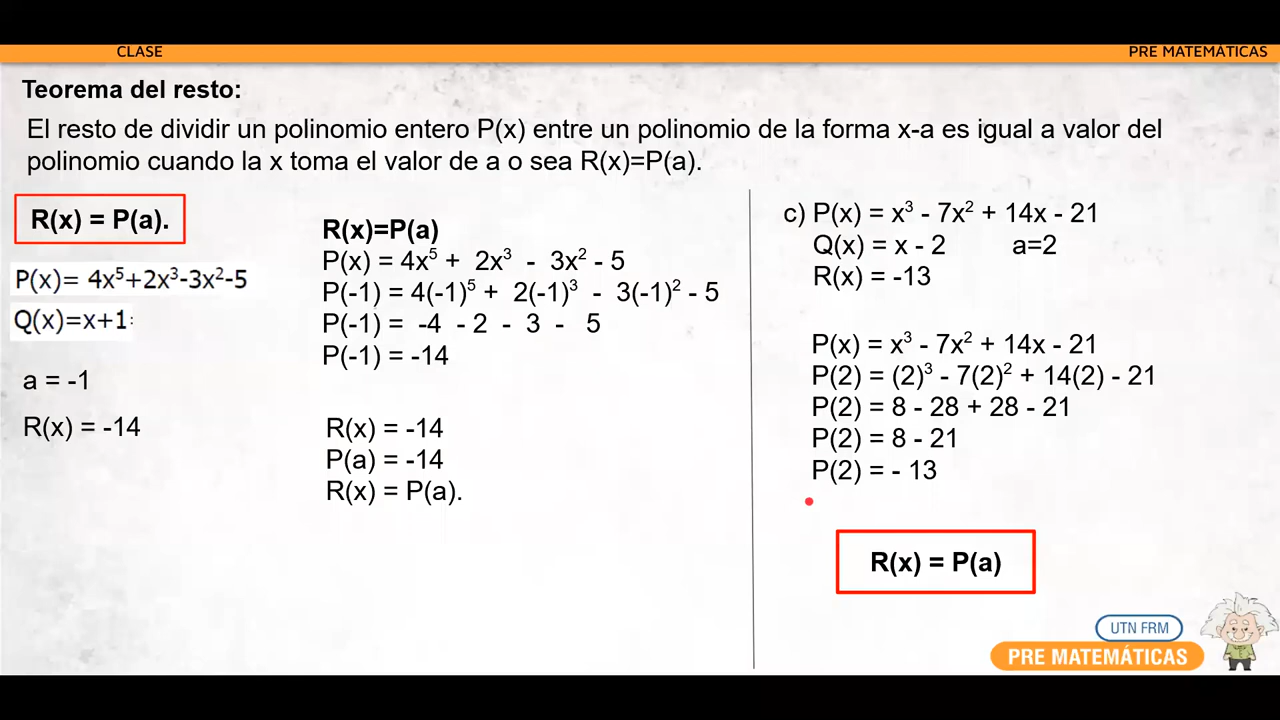 CLASE
PRE MATEMÁTICAS
Teorema del resto:
El resto de dividir un polinomio entero P(x) entre un polinomio de la forma x-a es igual a valor del
polinomio cuando la x toma el valor de a o sea R(x)=P(a).
R(x) = P(a).
P(x)= 4x⁵+2x³-3x²-5
Q(x)=x+1:
a = -1
R(x) = -14
R(x)=P(a)
P(x) = 4x⁵ + 2x³ - 3x² - 5
P(-1) = 4(-1)⁵ + 2(-1)³ - 3(-1)² - 5
P(-1) = -4 - 2 - 3 - 5
P(-1) = -14
R(x) = -14
P(a) = -14
R(x) = P(a).
c) P(x) = x³ - 7x² + 14x - 21
Q(x) = x - 2 a=2
R(x) = -13
P(x) = x³ - 7x² + 14x - 21
P(2) = (2)³ - 7(2)² + 14(2) - 21
P(2) = 8 - 28 + 28 - 21
P(2) = 8 - 21
P(2) = - 13
R(x) = P(a)
UTN FRM
PRE MATEMÁTICAS